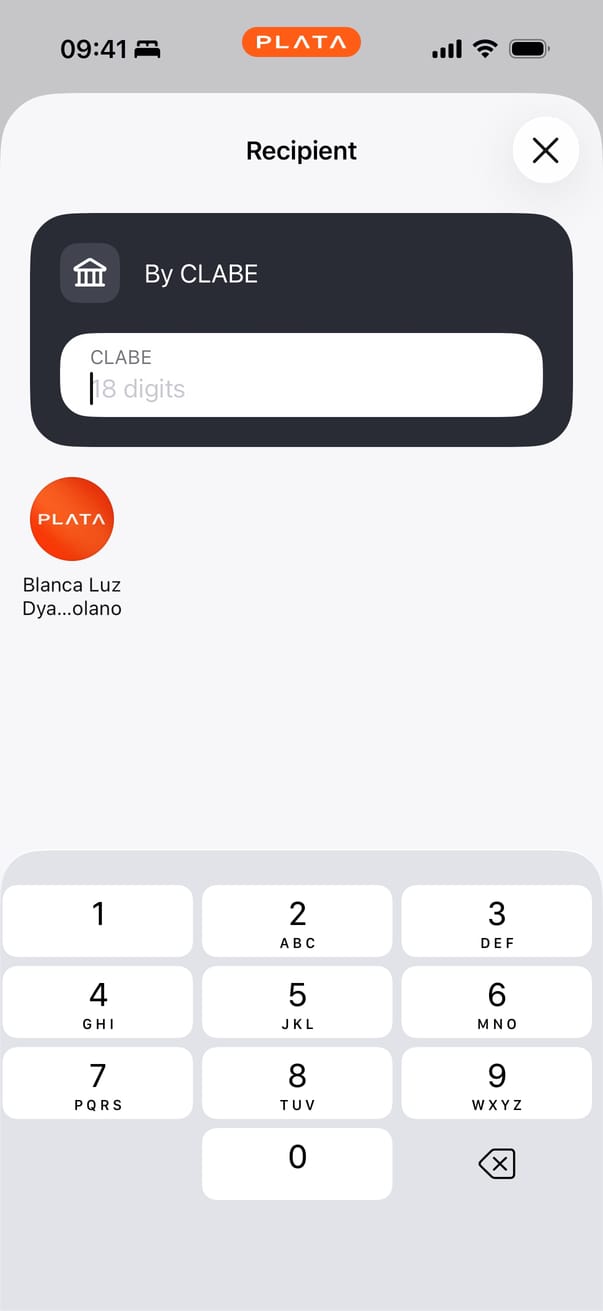 09:41
PLATA
Recipient
By CLABE
CLABE
18 digits
PLATA
Blanca Luz
Dya...olano
1
2
ABC
3
DEF
4
GHI
5
JKL
6
MNO
7
PQRS
8
TUV
9
WXYZ
0